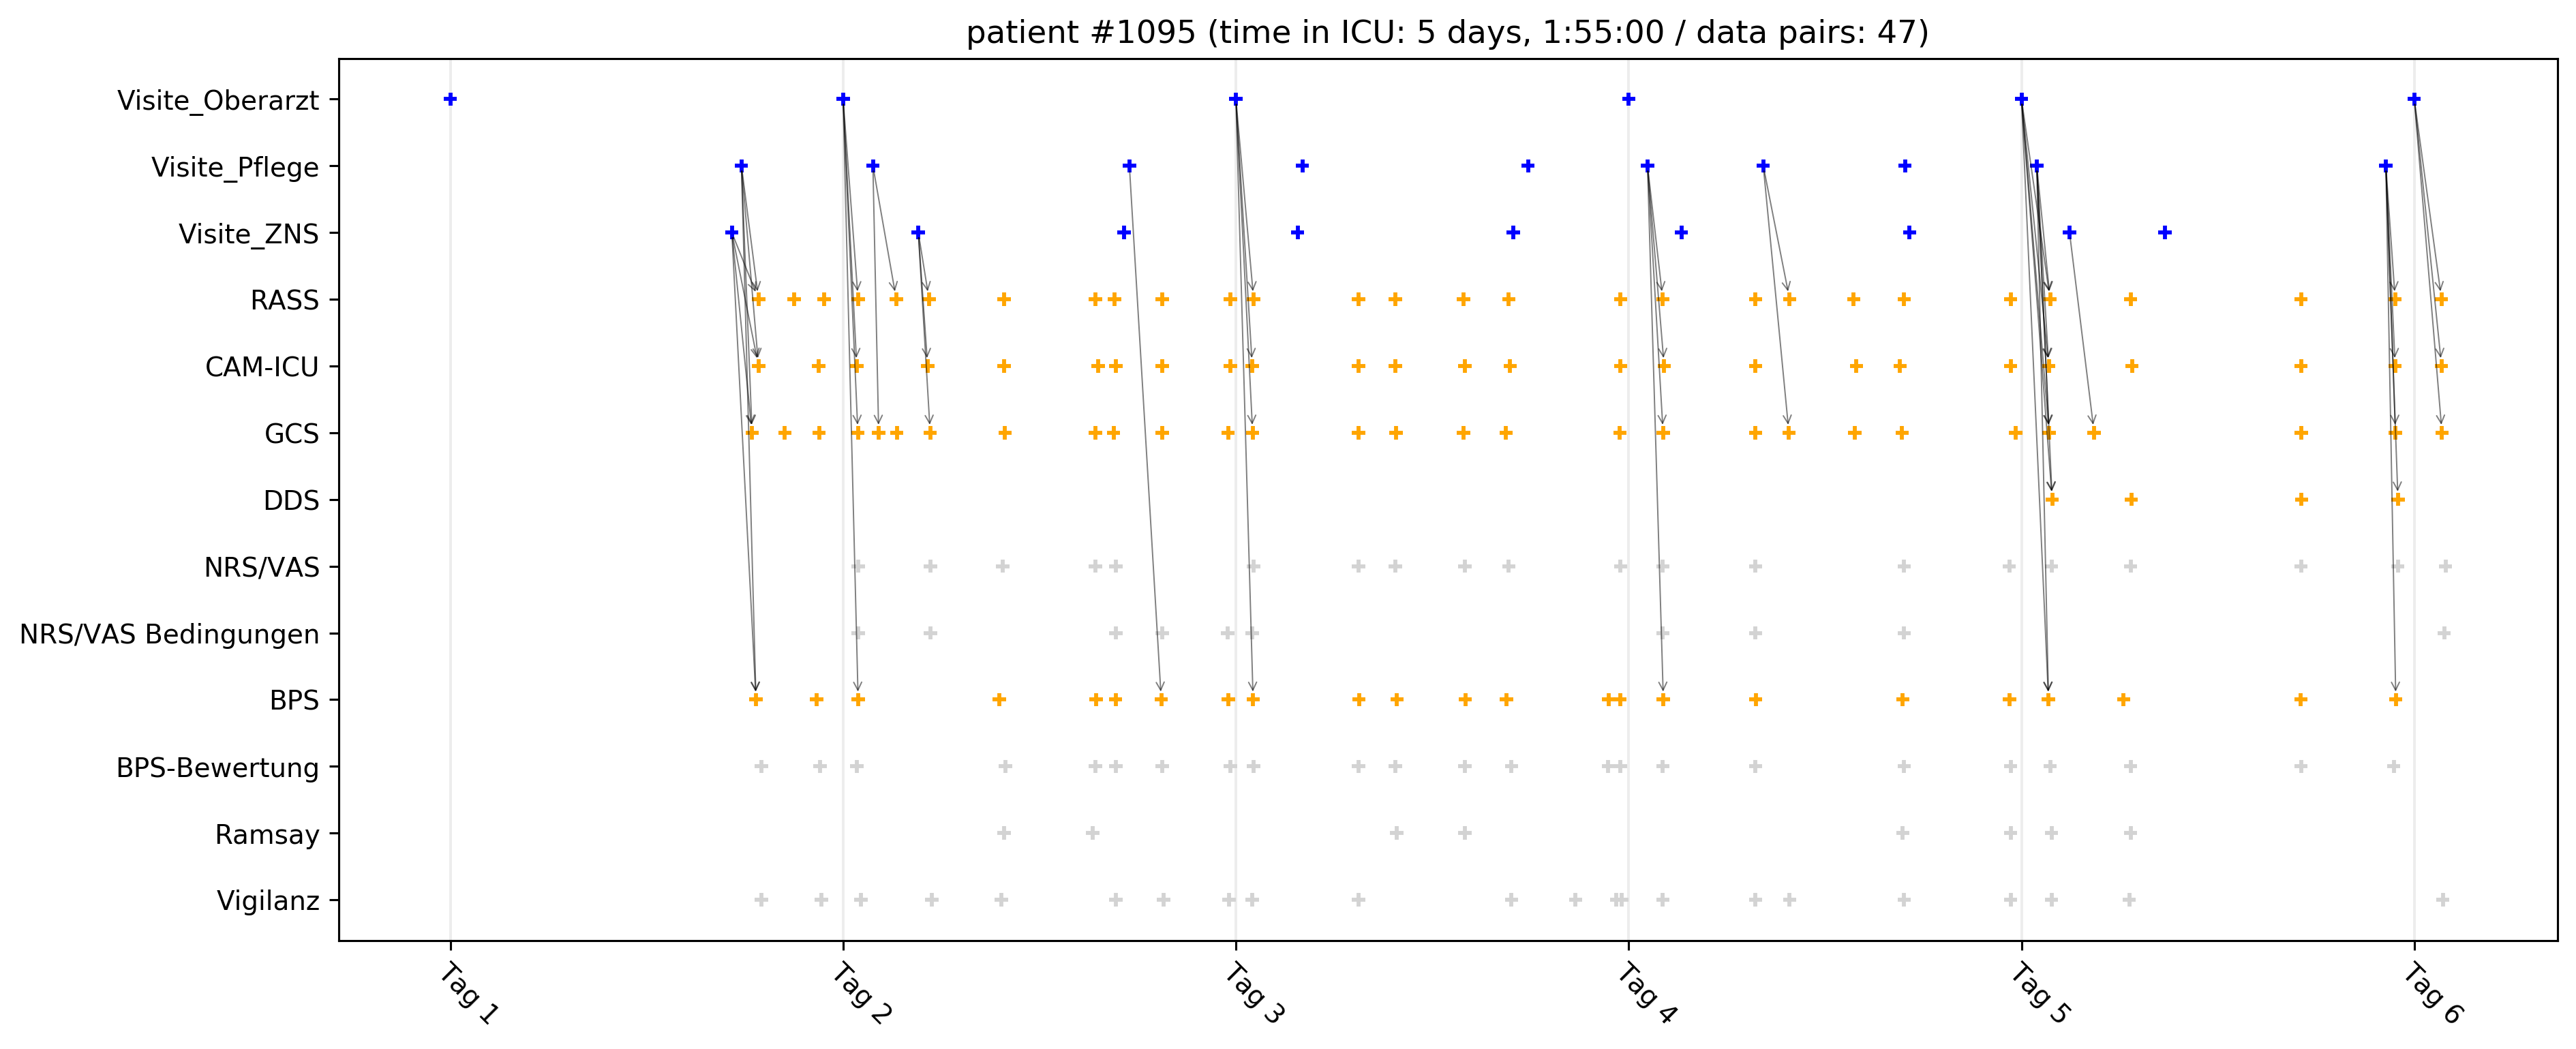 patient #1095 (time in ICU: 5 days, 1:55:00 / data pairs: 47)
Visite_Oberarzt
Visite_Pflege
Visite_ZNS
RASS
CAM-ICU
GCS
DDS
NRS/VAS
NRS/VAS Bedingungen
BPS
BPS-Bewertung
Ramsay
Vigilanz
Tag 1
Tag 2
Tag 3
Tag 4
Tag 5
Tag 6